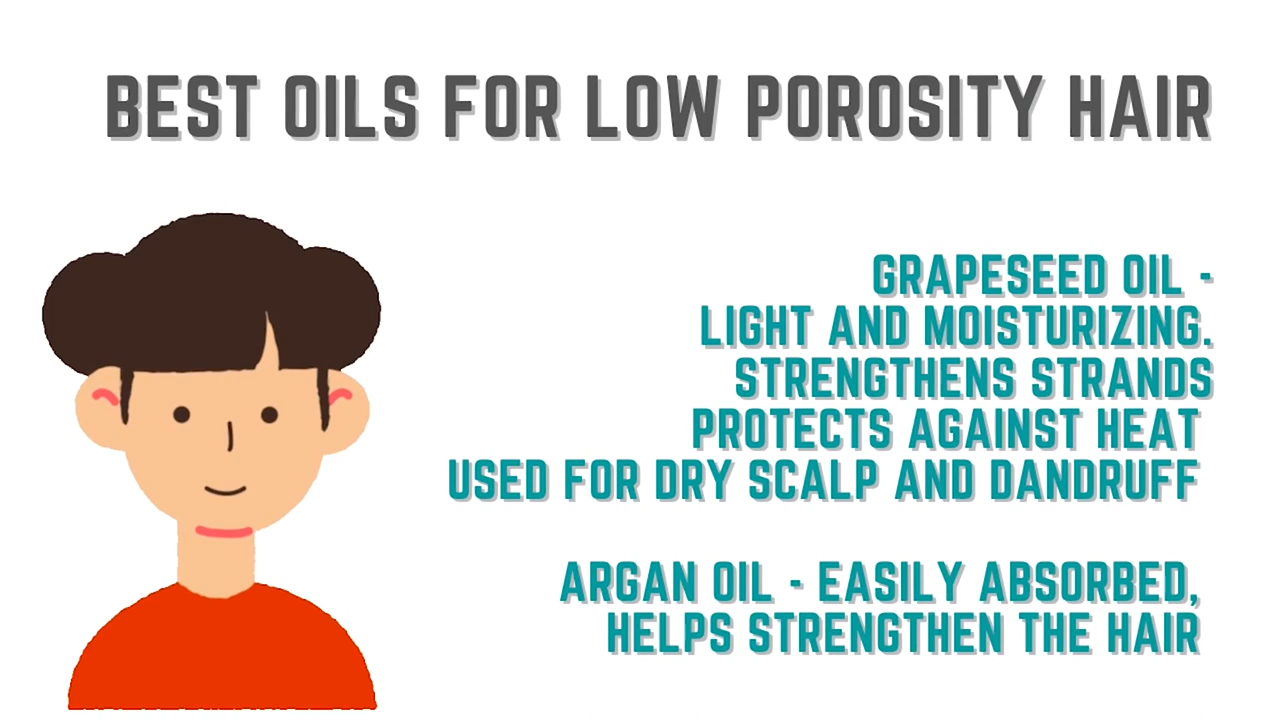 BEST OILS FOR LOW POROSITY HAIR
GRAPESEED OIL -
LIGHT AND MOISTURIZING.
STRENGTHENS STRANDS
PROTECTS AGAINST HEAT
USED FOR DRY SCALP AND DANDRUFF
ARGAN OIL - EASILY ABSORBED,
HELPS STRENGTHEN THE HAIR